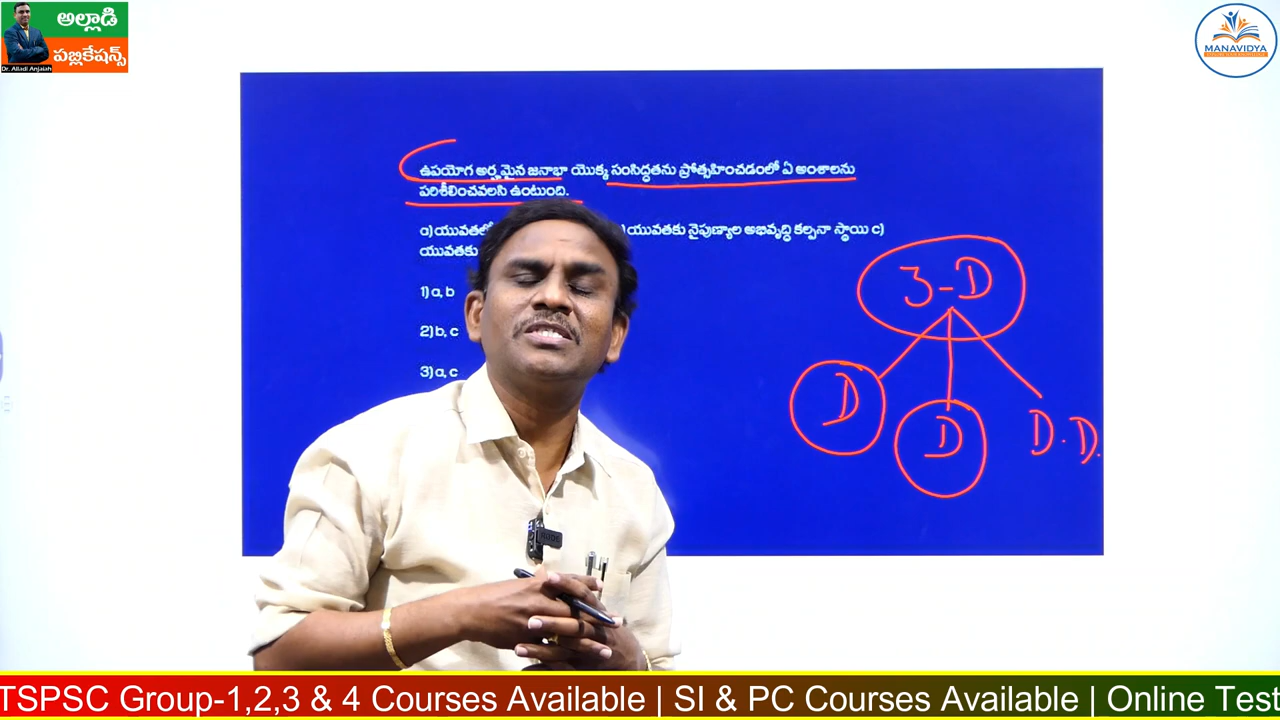 అల్లాడి
పబ్లికేషన్స్
Dr. Alladi Anjaiah
MANAVIDYA
ఉపయోగ అర్హమైన జనాభా యొక్క సంసిద్ధతను ప్రోత్సహించడంలో ఏ అంశాలను
పరిశీలించవలసి ఉంటుంది.
a) యువతలో యువతకు నైపుణ్యాల అభివృద్ధి కల్పనా స్థాయి c)
యువతకు
1) a, b
2) b, c
3) a, c
3-D
D
D
D.D.
TSPSC Group-1,2,3 & 4 Courses Available | SI & PC Courses Available | Online Test